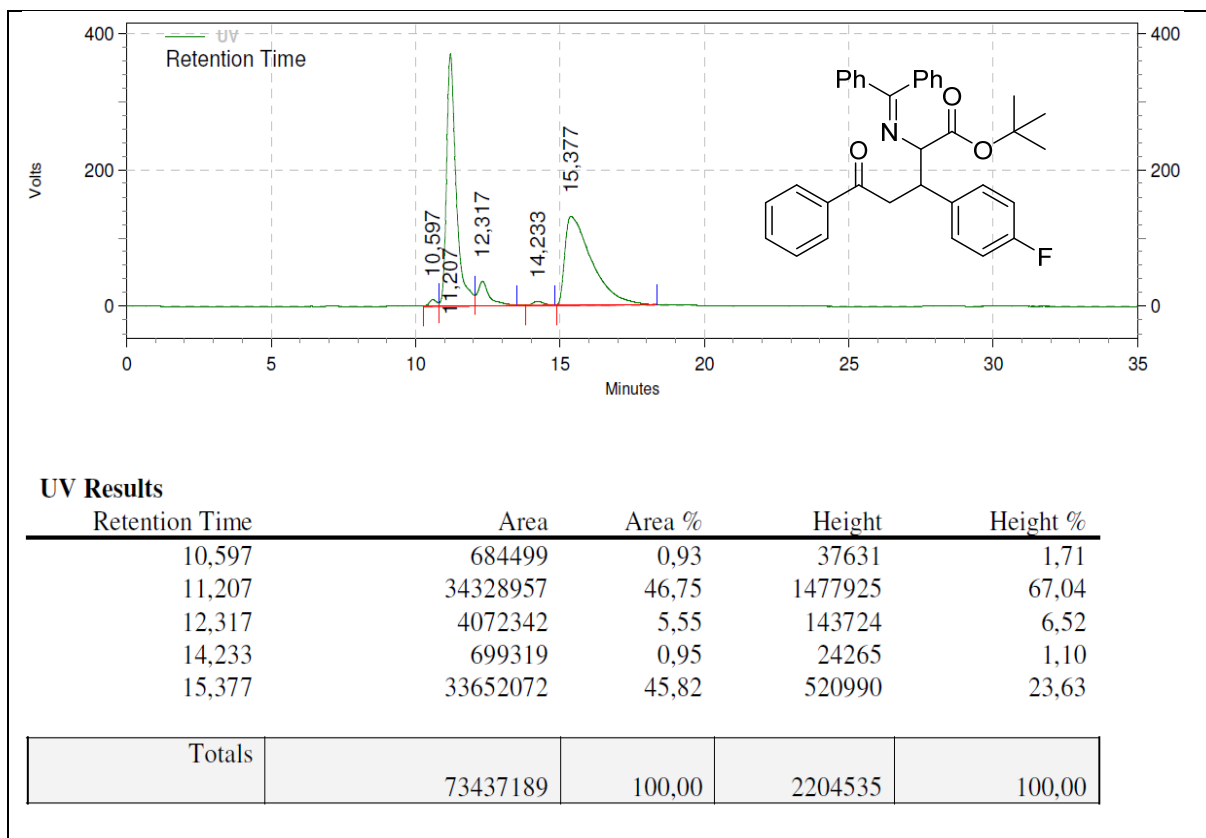 400
400
UV
Retention Time
Ph
Ph
O
N
O
O
F
200
200
Volts
10,597
11,207
12,317
14,233
15,377
0
0
0
5
10
15
20
25
30
35
Minutes
UV Results
Retention Time Area Area % Height Height %
10,597 684499 0,93 37631 1,71
11,207 34328957 46,75 1477925 67,04
12,317 4072342 5,55 143724 6,52
14,233 699319 0,95 24265 1,10
15,377 33652072 45,82 520990 23,63
Totals
73437189 100,00 2204535 100,00